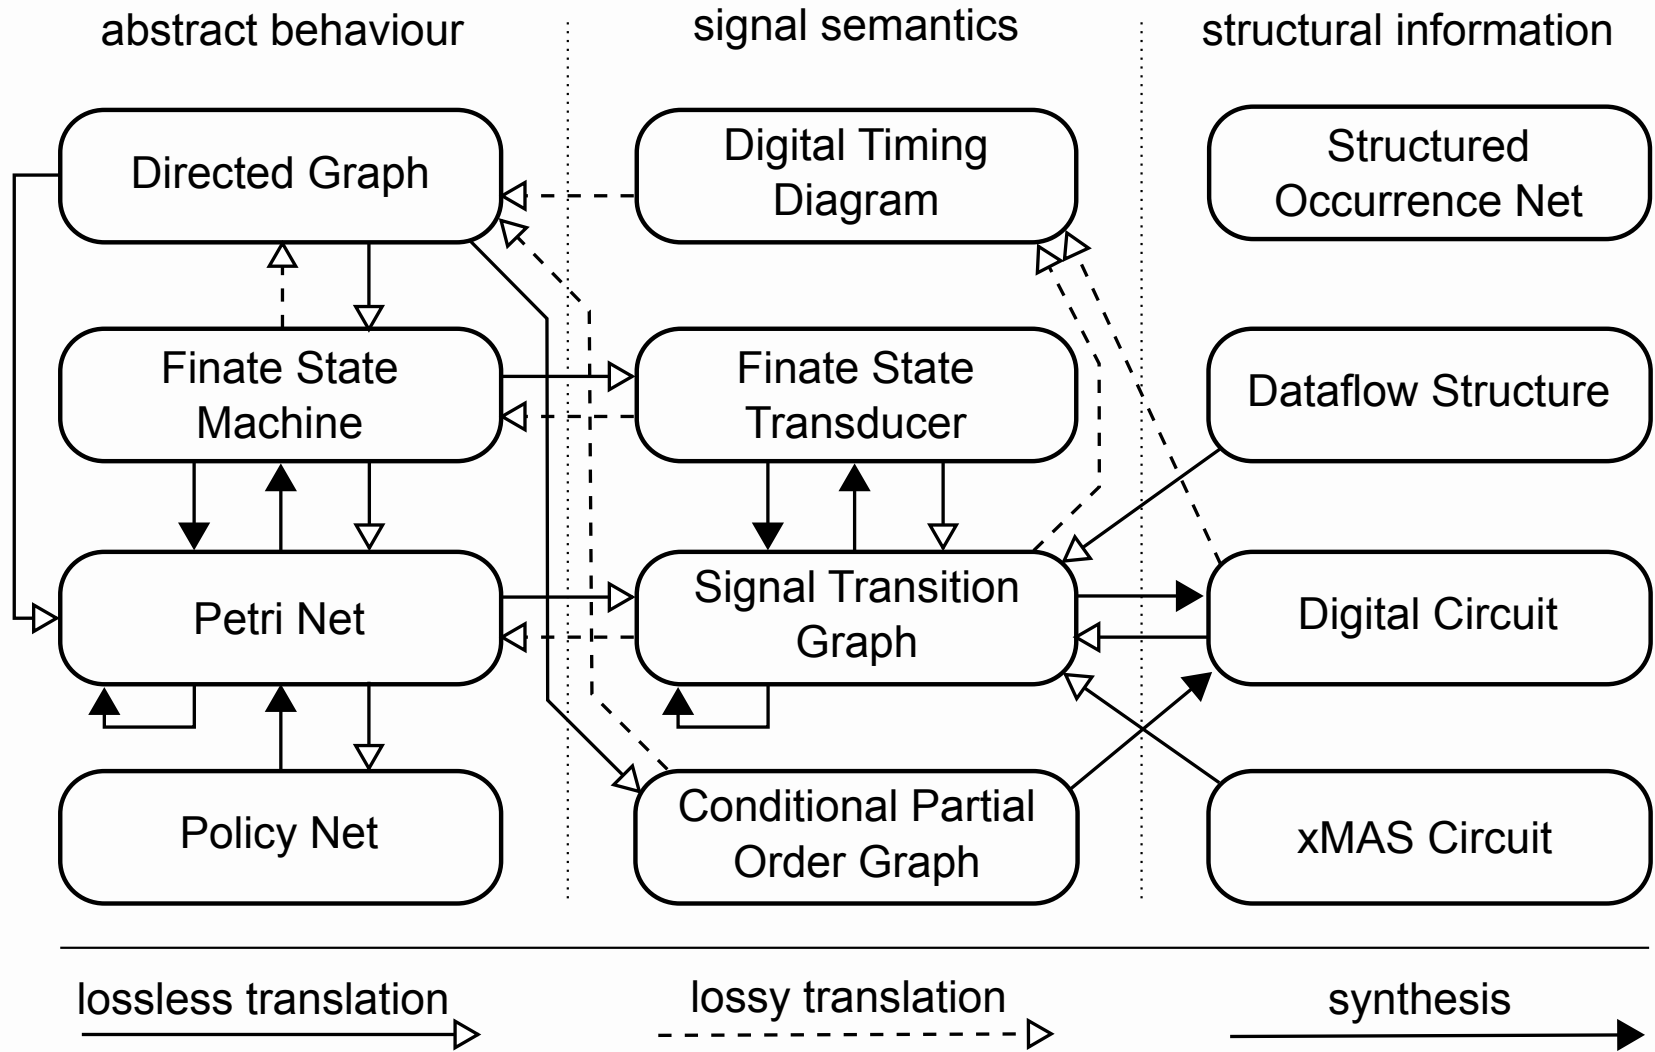 abstract behaviour
signal semantics
structural information
Directed Graph
Digital Timing
Diagram
Structured
Occurrence Net
Finate State
Machine
Finate State
Transducer
Dataflow Structure
Petri Net
Signal Transition
Graph
Digital Circuit
Policy Net
Conditional Partial
Order Graph
xMAS Circuit
lossless translation
lossy translation
synthesis